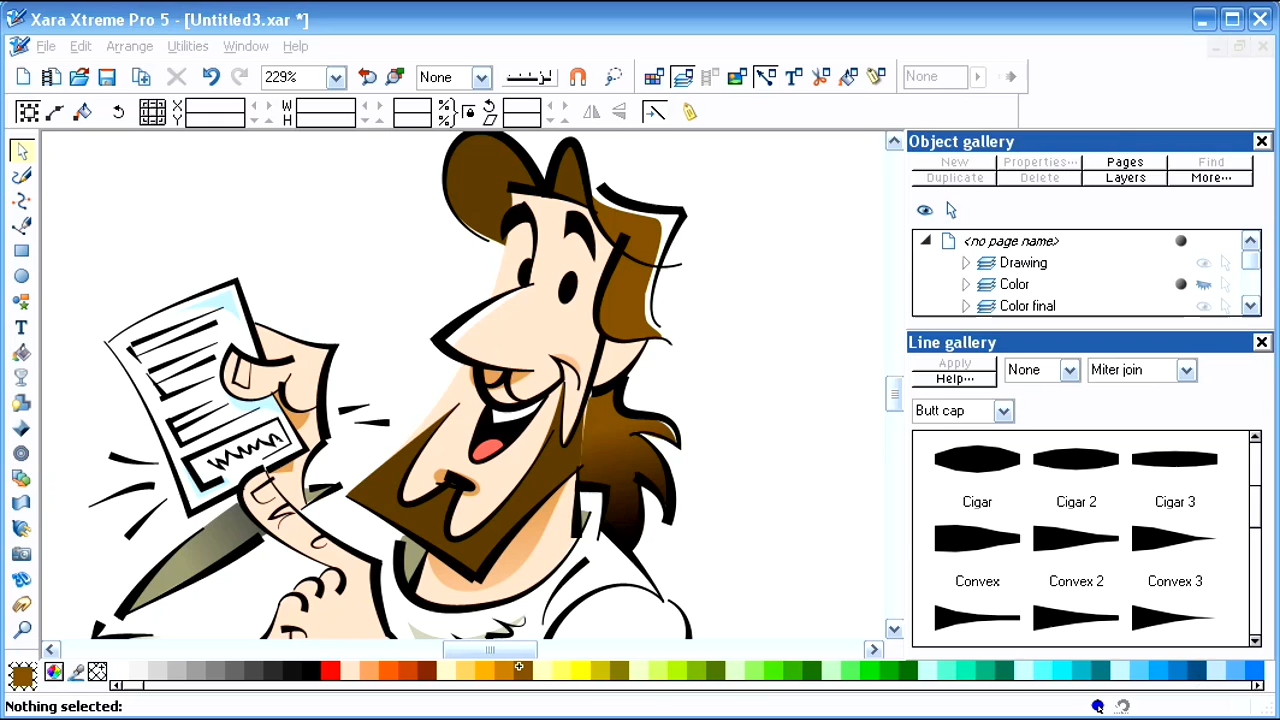 Xara Xtreme Pro 5 - [Untitled3.xar *]
File Edit Arrange Utilities Window Help
229% None None
X W
Y H
% %
Object gallery
New Properties... Pages Find
Duplicate Delete Layers More...
<no page name>
Drawing
Color
Color final
Line gallery
Apply None Miter join
Help...
Butt cap
Cigar Cigar 2 Cigar 3
Convex Convex 2 Convex 3
Nothing selected: